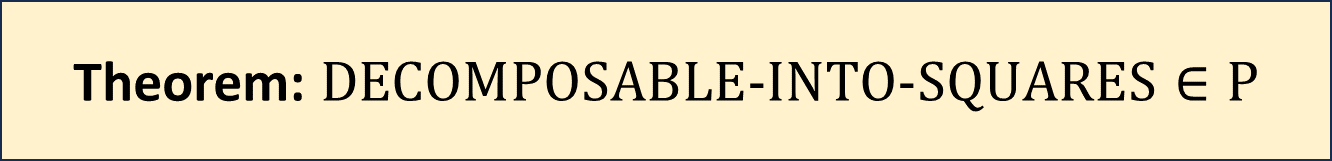 Theorem: DECOMPOSABLE-INTO-SQUARES ∈ P